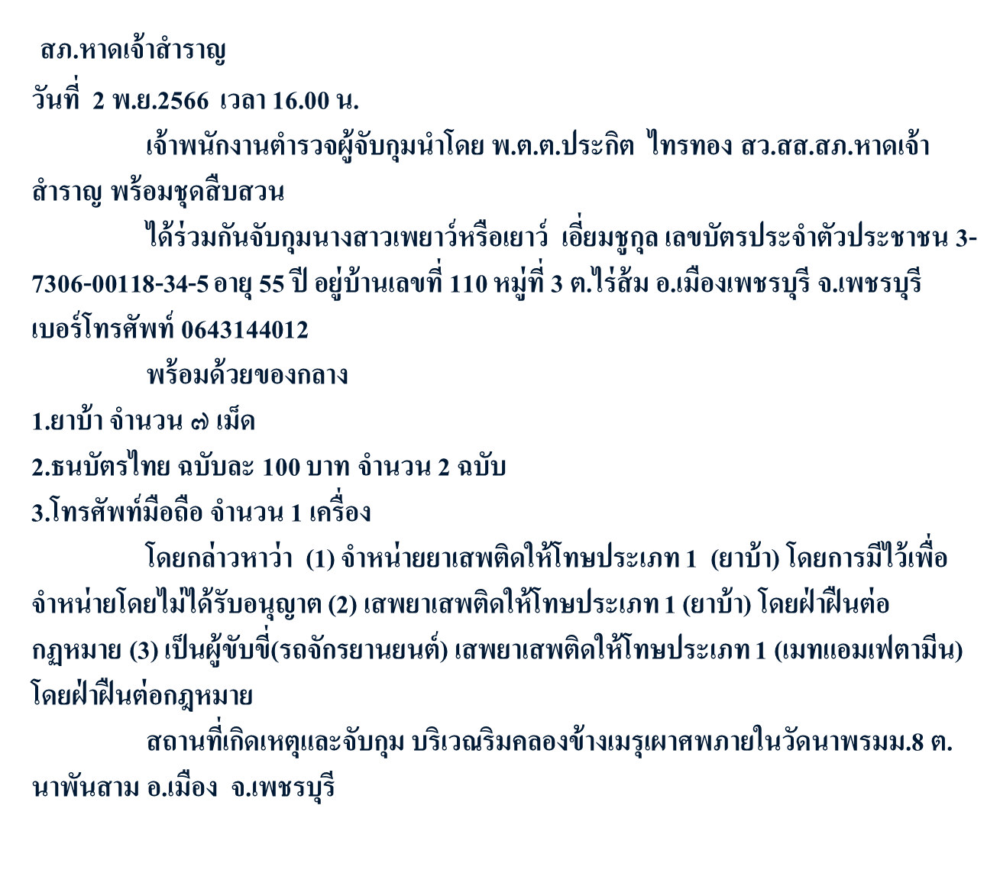 สภ.หาดเจ้าสำราญ
วันที่ 2 พ.ย.2566 เวลา 16.00 น.
เจ้าพนักงานตำรวจผู้จับกุมนำโดย พ.ต.ต.ประกิต ไทรทอง สว.สส.สภ.หาดเจ้า
สำราญ พร้อมชุดสืบสวน
ได้ร่วมกันจับกุมนางสาวเพยาว์หรือเยาว์ เอี่ยมชูกุล เลขบัตรประจำตัวประชาชน 3-
7306-00118-34-5 อายุ 55 ปี อยู่บ้านเลขที่ 110 หมู่ที่ 3 ต.ไร่ส้ม อ.เมืองเพชรบุรี จ.เพชรบุรี
เบอร์โทรศัพท์ 0643144012
พร้อมด้วยของกลาง
1.ยาบ้า จำนวน ๗ เม็ด
2.ธนบัตรไทย ฉบับละ 100 บาท จำนวน 2 ฉบับ
3.โทรศัพท์มือถือ จำนวน 1 เครื่อง
โดยกล่าวหาว่า (1) จำหน่ายยาเสพติดให้โทษประเภท 1 (ยาบ้า) โดยการมีไว้เพื่อ
จำหน่ายโดยไม่ได้รับอนุญาต (2) เสพยาเสพติดให้โทษประเภท 1 (ยาบ้า) โดยฝ่าฝืนต่อ
กฏหมาย (3) เป็นผู้ขับขี่(รถจักรยานยนต์) เสพยาเสพติดให้โทษประเภท 1 (เมทแอมเฟตามีน)
โดยฝ่าฝืนต่อกฎหมาย
สถานที่เกิดเหตุและจับกุม บริเวณริมคลองข้างเมรุเผาศพภายในวัดนาพรมม.8 ต.
นาพันสาม อ.เมือง จ.เพชรบุรี